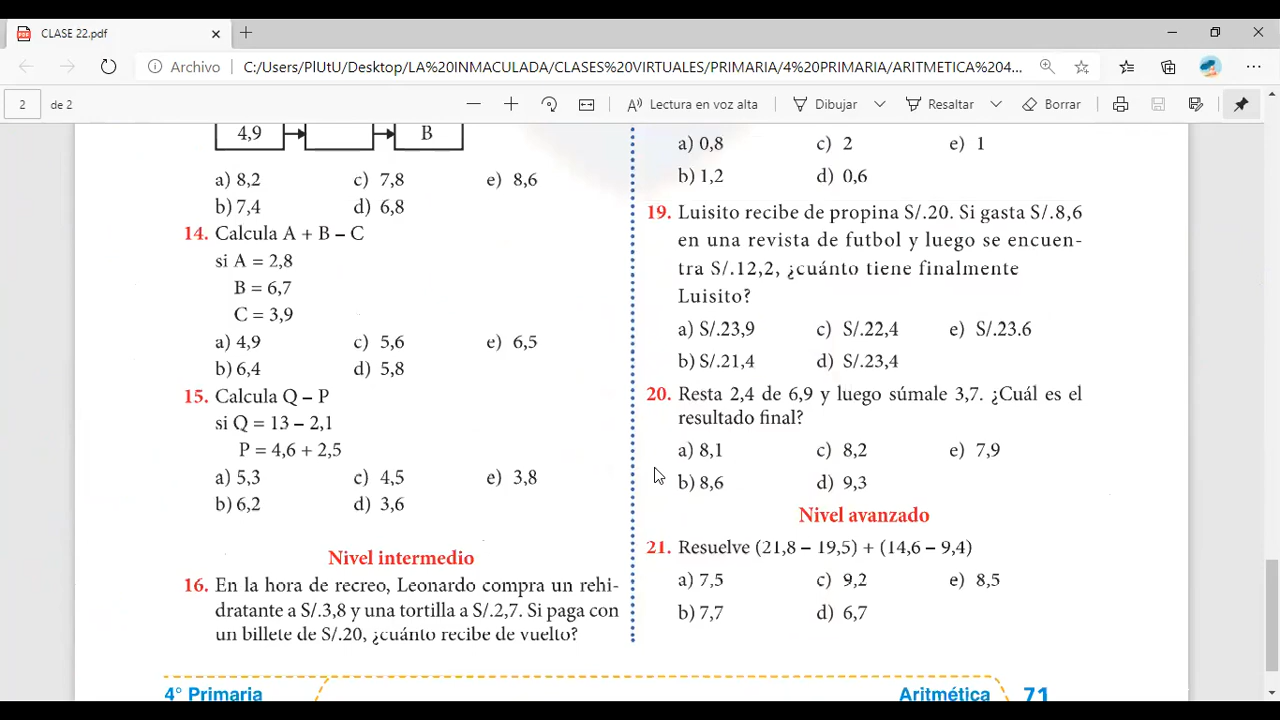 CLASE 22.pdf
Archivo
C:/Users/PlUtU/Desktop/LA%20INMACULADA/CLASES%20VIRTUALES/PRIMARIA/4%20PRIMARIA/ARITMETICA%204...
2 de 2
Lectura en voz alta
Dibujar
Resaltar
Borrar
4,9 B
a) 8,2 c) 7,8 e) 8,6
b) 7,4 d) 6,8
14. Calcula A + B – C
si A = 2,8
B = 6,7
C = 3,9
a) 4,9 c) 5,6 e) 6,5
b) 6,4 d) 5,8
15. Calcula Q – P
si Q = 13 – 2,1
P = 4,6 + 2,5
a) 5,3 c) 4,5 e) 3,8
b) 6,2 d) 3,6
Nivel intermedio
16. En la hora de recreo, Leonardo compra un rehi-
dratante a S/.3,8 y una tortilla a S/.2,7. Si paga con
un billete de S/.20, ¿cuánto recibe de vuelto?
a) 0,8 c) 2 e) 1
b) 1,2 d) 0,6
19. Luisito recibe de propina S/.20. Si gasta S/.8,6
en una revista de futbol y luego se encuen-
tra S/.12,2, ¿cuánto tiene finalmente
Luisito?
a) S/.23,9 c) S/.22,4 e) S/.23.6
b) S/.21,4 d) S/.23,4
20. Resta 2,4 de 6,9 y luego súmale 3,7. ¿Cuál es el
resultado final?
a) 8,1 c) 8,2 e) 7,9
b) 8,6 d) 9,3
Nivel avanzado
21. Resuelve (21,8 – 19,5) + (14,6 – 9,4)
a) 7,5 c) 9,2 e) 8,5
b) 7,7 d) 6,7
4° Primaria
Aritmética 71